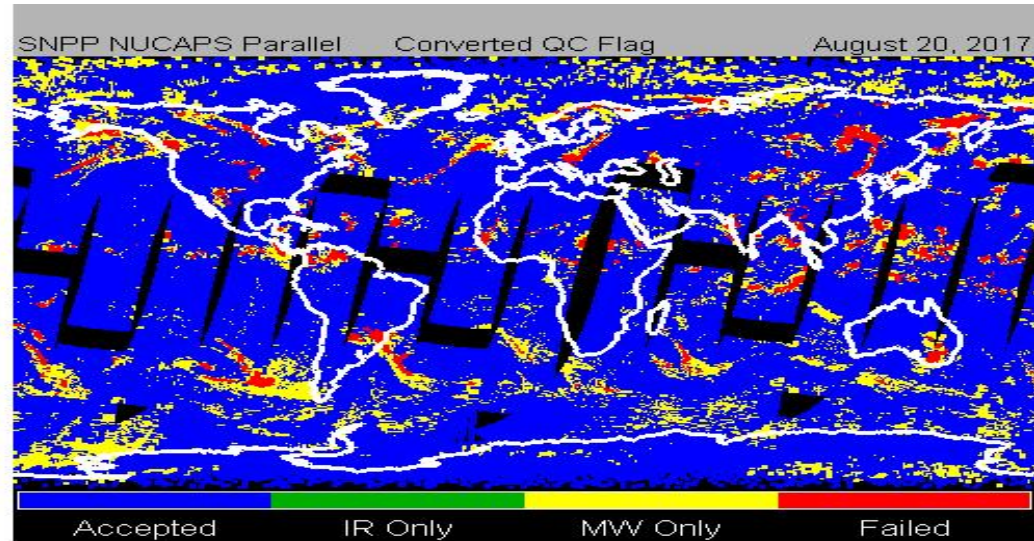 SNPP NUCAPS Parallel Converted QC Flag August 20, 2017
Accepted IR Only MW Only Failed